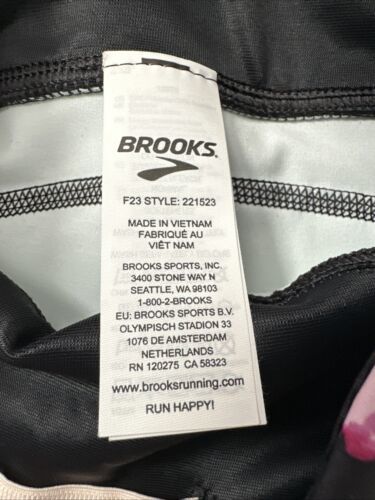 BROOKS
F23 STYLE: 221523
MADE IN VIETNAM
FABRIQUÉ AU
VIÊT NAM
BROOKS SPORTS, INC.
3400 STONE WAY N
SEATTLE, WA 98103
1-800-2-BROOKS
EU: BROOKS SPORTS B.V.
OLYMPISCH STADION 33
1076 DE AMSTERDAM
NETHERLANDS
RN 120275 CA 58323
www.brooksrunning.com
RUN HAPPY!